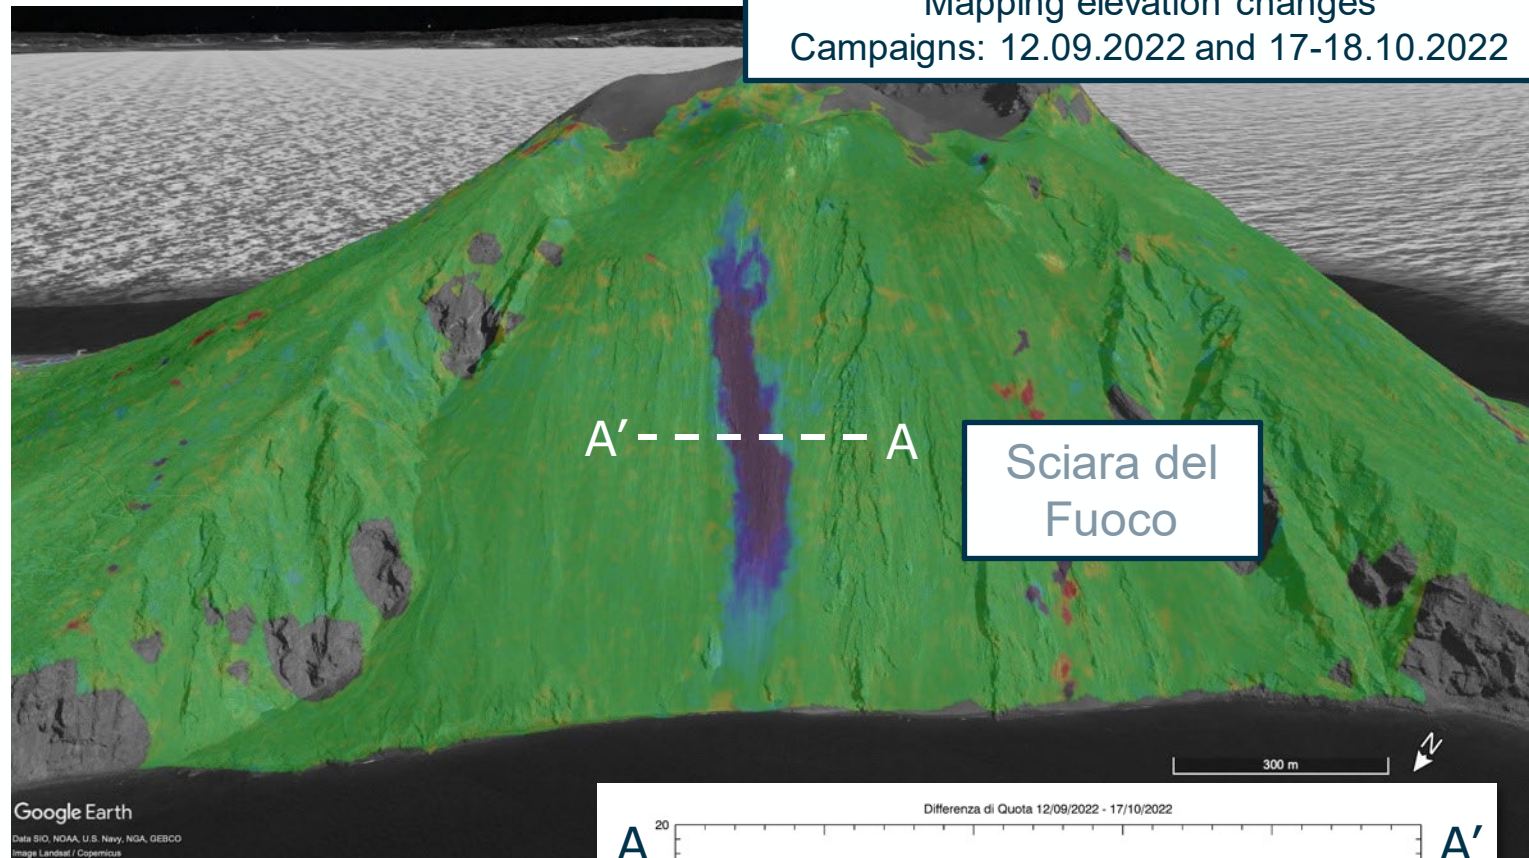 Mapping elevation changes
Campaigns: 12.09.2022 and 17-18.10.2022
A′
A
Sciara del
Fuoco
N
300 m
Google Earth
Data SIO, NOAA, U.S. Navy, NGA, GEBCO
Image Landsat / Copernicus
Differenza di Quota 12/09/2022 - 17/10/2022
20
A
A′